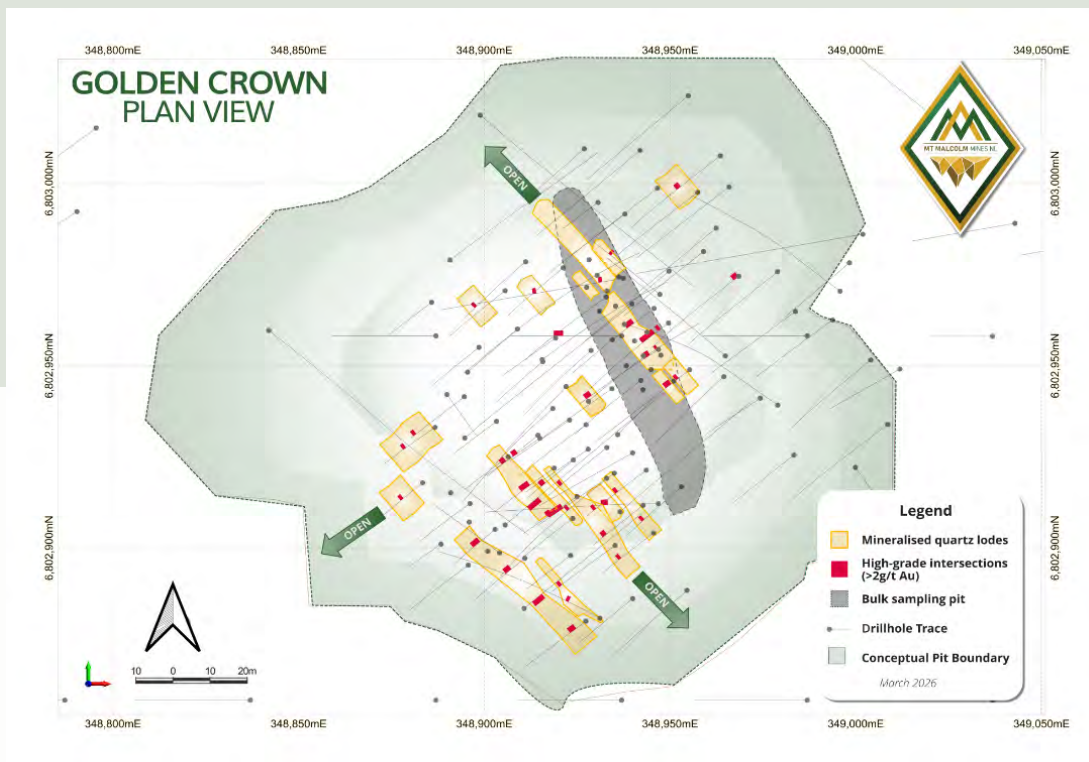 348,800mE 348,850mE 348,900mE 348,950mE 349,000mE 349,050mE
GOLDEN CROWN
PLAN VIEW
MT MALCOLM MINES NL
OPEN
6,803,000mN 6,803,000mN
6,802,950mN 6,802,950mN
OPEN
6,802,900mN 6,802,900mN
OPEN
Legend
Mineralised quartz lodes
High-grade intersections
(>2g/t Au)
Bulk sampling pit
Drillhole Trace
Conceptual Pit Boundary
March 2026
10 0 10 20m
348,800mE 348,850mE 348,900mE 348,950mE 349,000mE 349,050mE